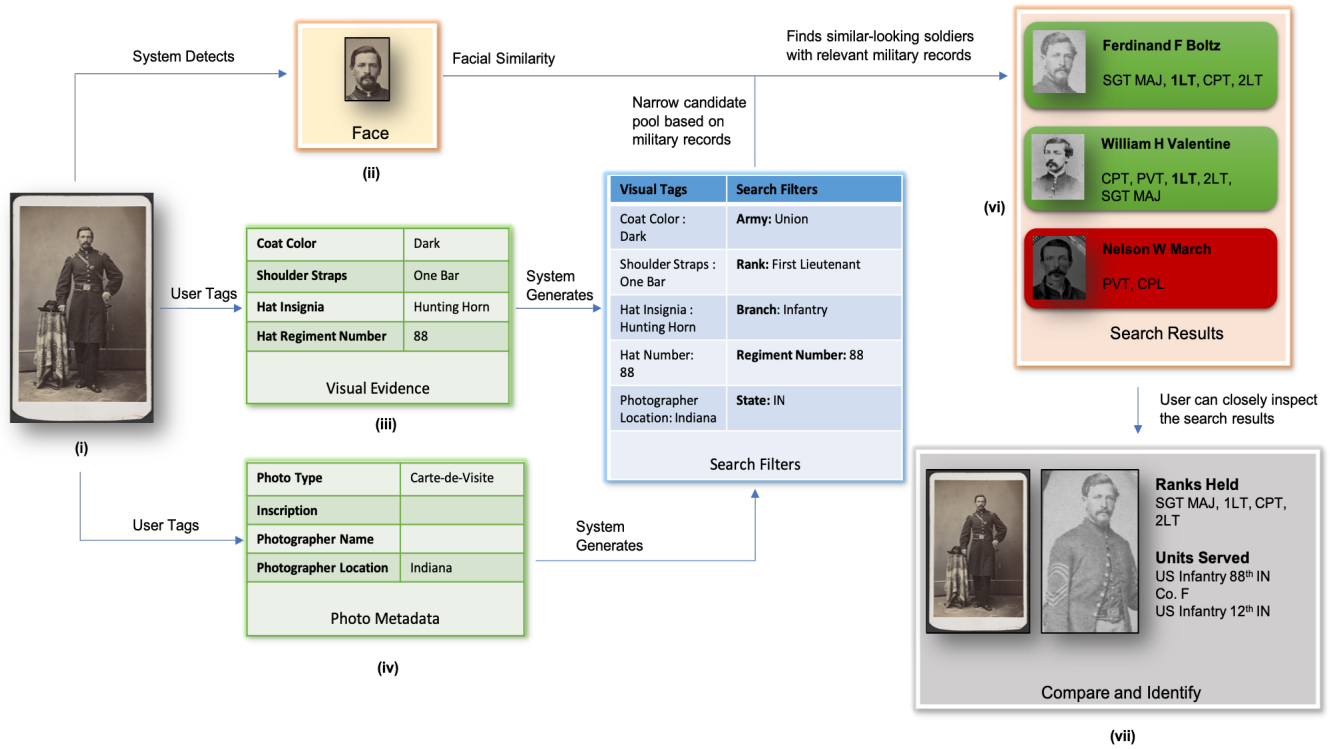 System Detects
Face
(ii)
Facial Similarity
Finds similar-looking soldiers
with relevant military records
Narrow candidate
pool based on
military records
(i)
User Tags
Coat Color Dark
Shoulder Straps One Bar
Hat Insignia Hunting Horn
Hat Regiment Number 88
Visual Evidence
(iii)
System
Generates
User Tags
Photo Type Carte-de-Visite
Inscription
Photographer Name
Photographer Location Indiana
Photo Metadata
(iv)
System
Generates
Visual Tags Search Filters
Coat Color : Army: Union
Dark
Shoulder Straps : Rank: First Lieutenant
One Bar
Hat Insignia : Branch: Infantry
Hunting Horn
Hat Number: Regiment Number: 88
88
Photographer State: IN
Location: Indiana
Search Filters
(vi)
Ferdinand F Boltz
SGT MAJ, 1LT, CPT, 2LT
William H Valentine
CPT, PVT, 1LT, 2LT,
SGT MAJ
Nelson W March
PVT, CPL
Search Results
User can closely inspect
the search results
Ranks Held
SGT MAJ, 1LT, CPT,
2LT
Units Served
US Infantry 88th IN
Co. F
US Infantry 12th IN
Compare and Identify
(vii)